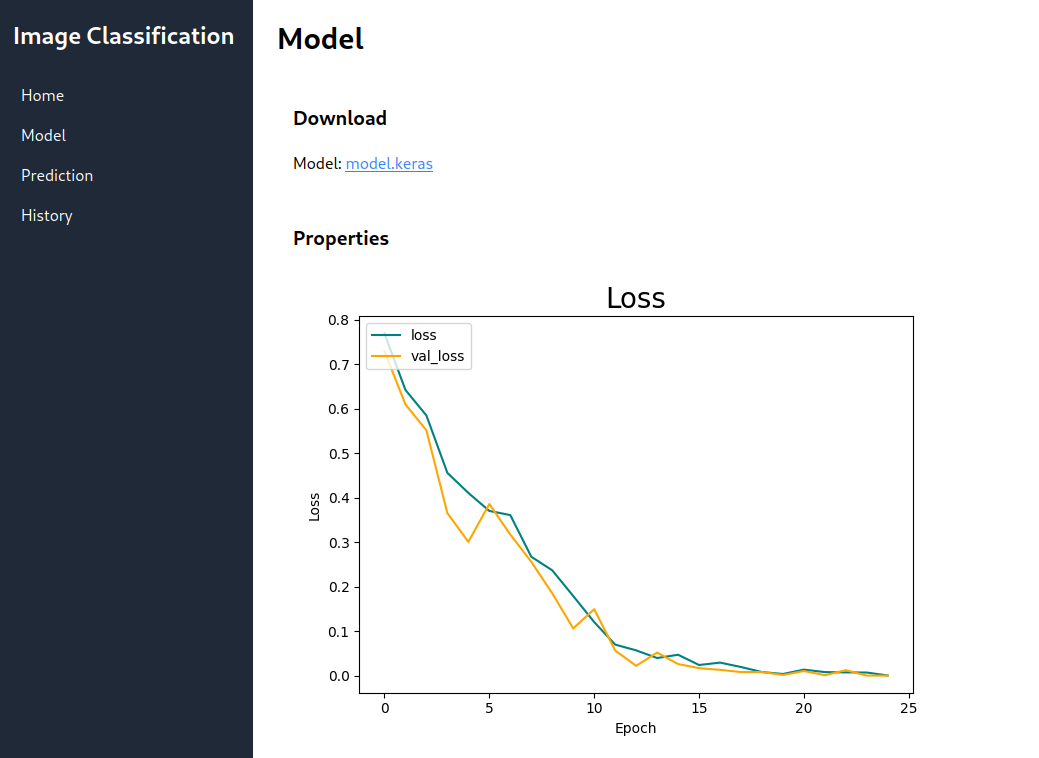 Image Classification
Home
Model
Prediction
History
Model
Download
Model: model.keras
Properties
Loss
loss
val_loss
0.8
0.7
0.6
0.5
0.4
0.3
0.2
0.1
0.0
Loss
0 5 10 15 20 25
Epoch